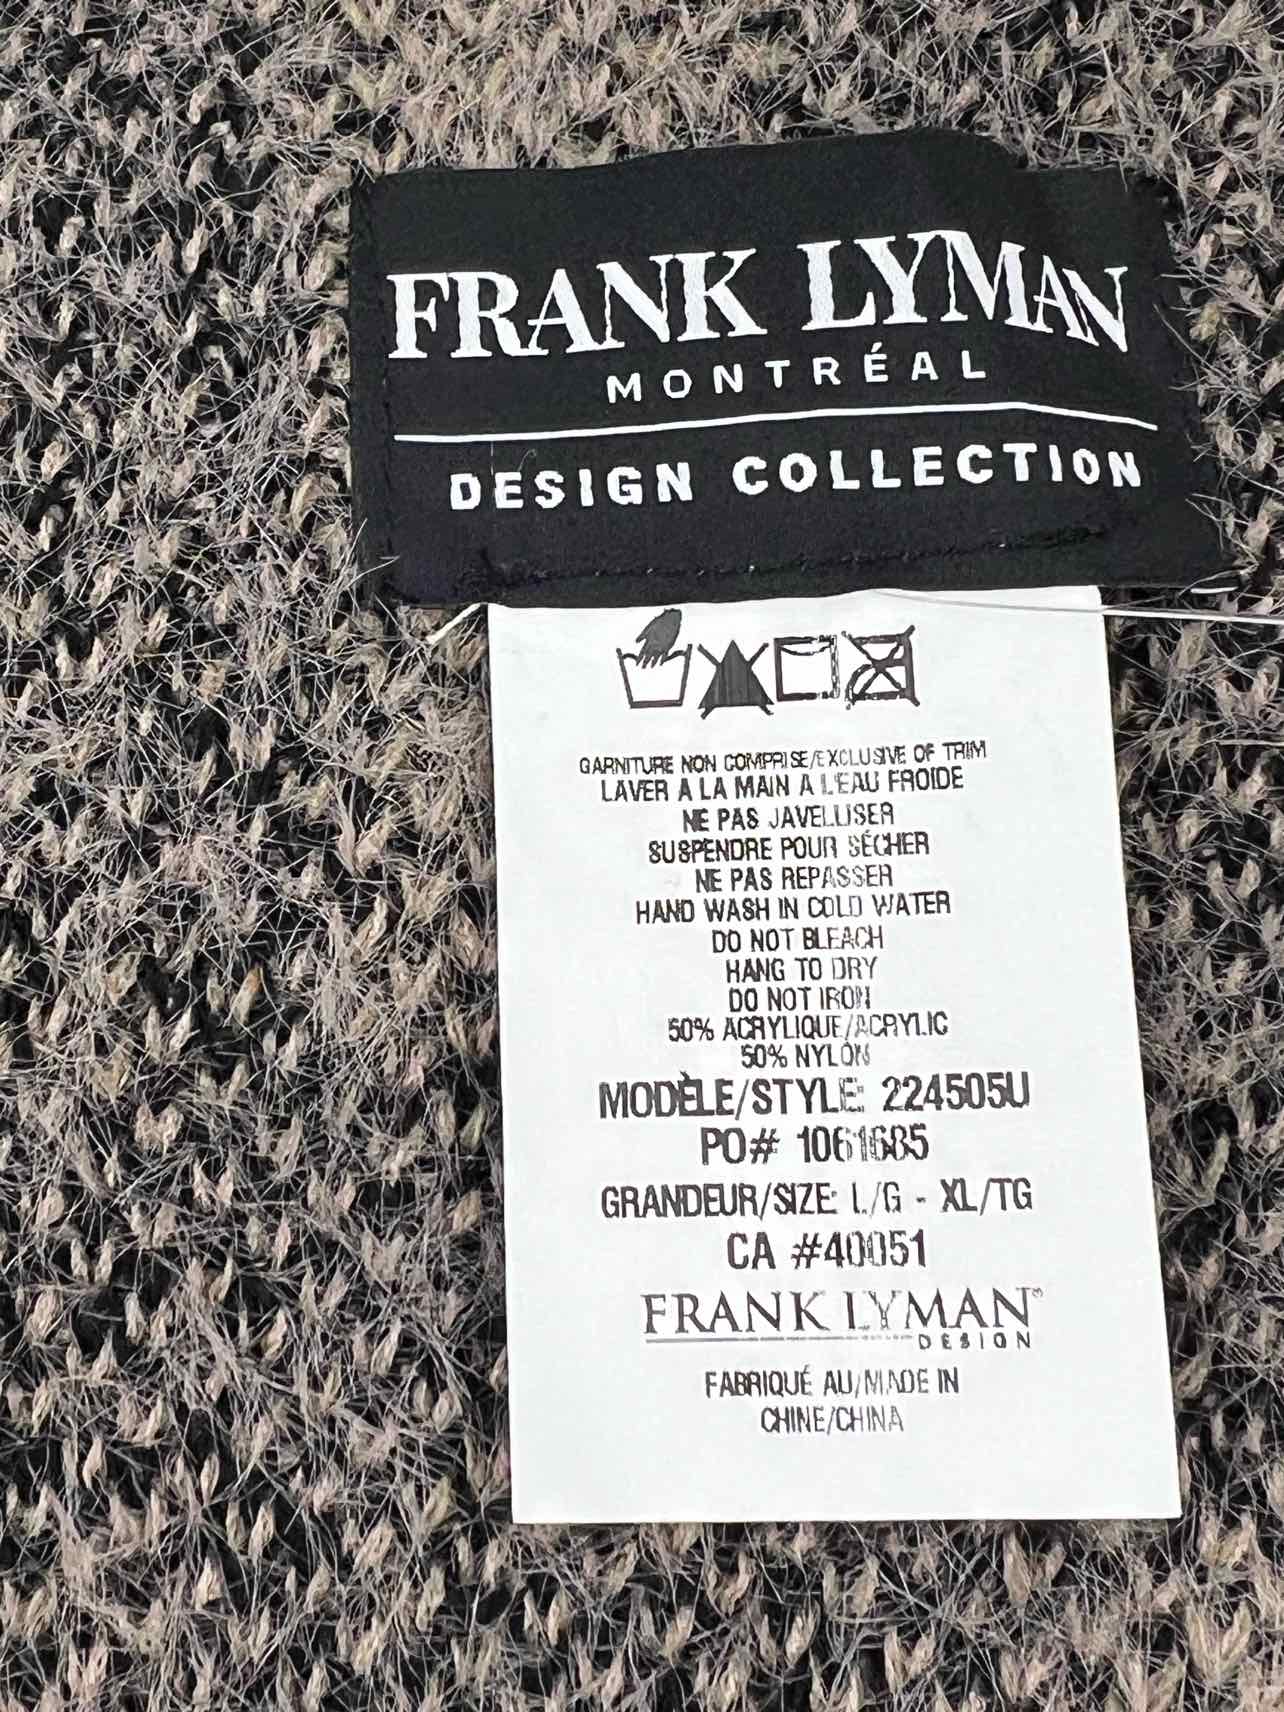 FRANK LYMAN
MONTRÉAL
DESIGN COLLECTION
GARNITURE NON COMPRISE/EXCLUSIVE OF TRIM
LAVER A LA MAIN A L'EAU FROIDE
NE PAS JAVELLISER
SUSPENDRE POUR SÉCHER
NE PAS REPASSER
HAND WASH IN COLD WATER
DO NOT BLEACH
HANG TO DRY
DO NOT IRON
50% ACRYLIQUE/ACRYLIC
50% NYLON
MODÈLE/STYLE: 224505U
PO# 1061685
GRANDEUR/SIZE: L/G - XL/TG
CA #40051
FRANK LYMAN®
DESIGN
FABRIQUÉ AU/MADE IN
CHINE/CHINA